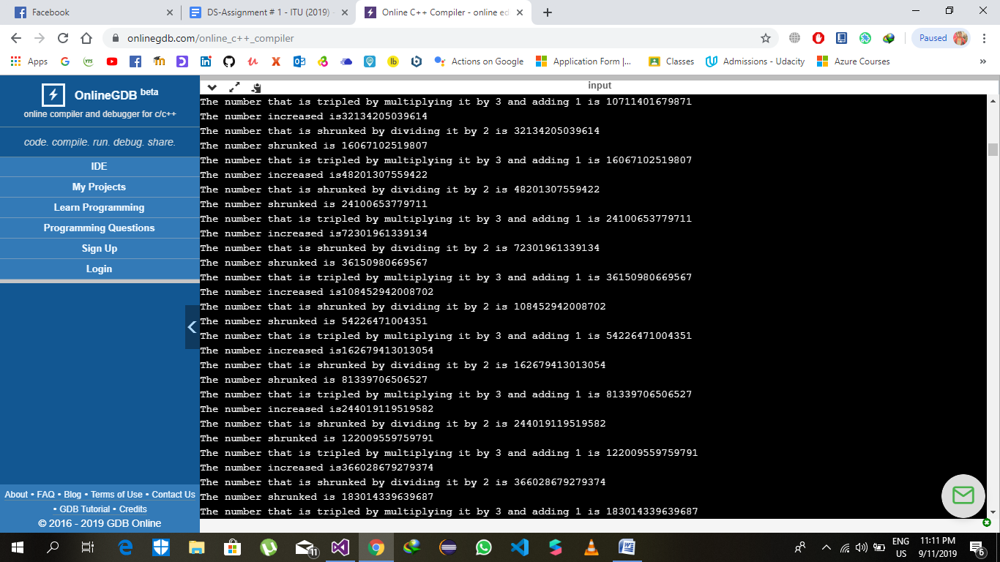 Facebook
DS-Assignment # 1 - ITU (2019) -
Online C++ Compiler - online ed
onlinegdb.com/online_c++_compiler
Paused
Apps
Actions on Google
Application Form |...
Classes
Admissions - Udacity
Azure Courses
OnlineGDB beta
online compiler and debugger for c/c++
code. compile. run. debug. share.
IDE
My Projects
Learn Programming
Programming Questions
Sign Up
Login
About • FAQ • Blog • Terms of Use • Contact Us
• GDB Tutorial • Credits
© 2016 - 2019 GDB Online
input
The number that is tripled by multiplying it by 3 and adding 1 is 10711401679871
The number increased is32134205039614
The number that is shrunked by dividing it by 2 is 32134205039614
The number shrunked is 16067102519807
The number that is tripled by multiplying it by 3 and adding 1 is 16067102519807
The number increased is48201307559422
The number that is shrunked by dividing it by 2 is 48201307559422
The number shrunked is 24100653779711
The number that is tripled by multiplying it by 3 and adding 1 is 24100653779711
The number increased is72301961339134
The number that is shrunked by dividing it by 2 is 72301961339134
The number shrunked is 36150980669567
The number that is tripled by multiplying it by 3 and adding 1 is 36150980669567
The number increased is108452942008702
The number that is shrunked by dividing it by 2 is 108452942008702
The number shrunked is 54226471004351
The number that is tripled by multiplying it by 3 and adding 1 is 54226471004351
The number increased is162679413013054
The number that is shrunked by dividing it by 2 is 162679413013054
The number shrunked is 81339706506527
The number that is tripled by multiplying it by 3 and adding 1 is 81339706506527
The number increased is244019119519582
The number that is shrunked by dividing it by 2 is 244019119519582
The number shrunked is 122009559759791
The number that is tripled by multiplying it by 3 and adding 1 is 122009559759791
The number increased is366028679279374
The number that is shrunked by dividing it by 2 is 366028679279374
The number shrunked is 183014339639687
The number that is tripled by multiplying it by 3 and adding 1 is 183014339639687
11
ENG
US
11:11 PM
9/11/2019
6